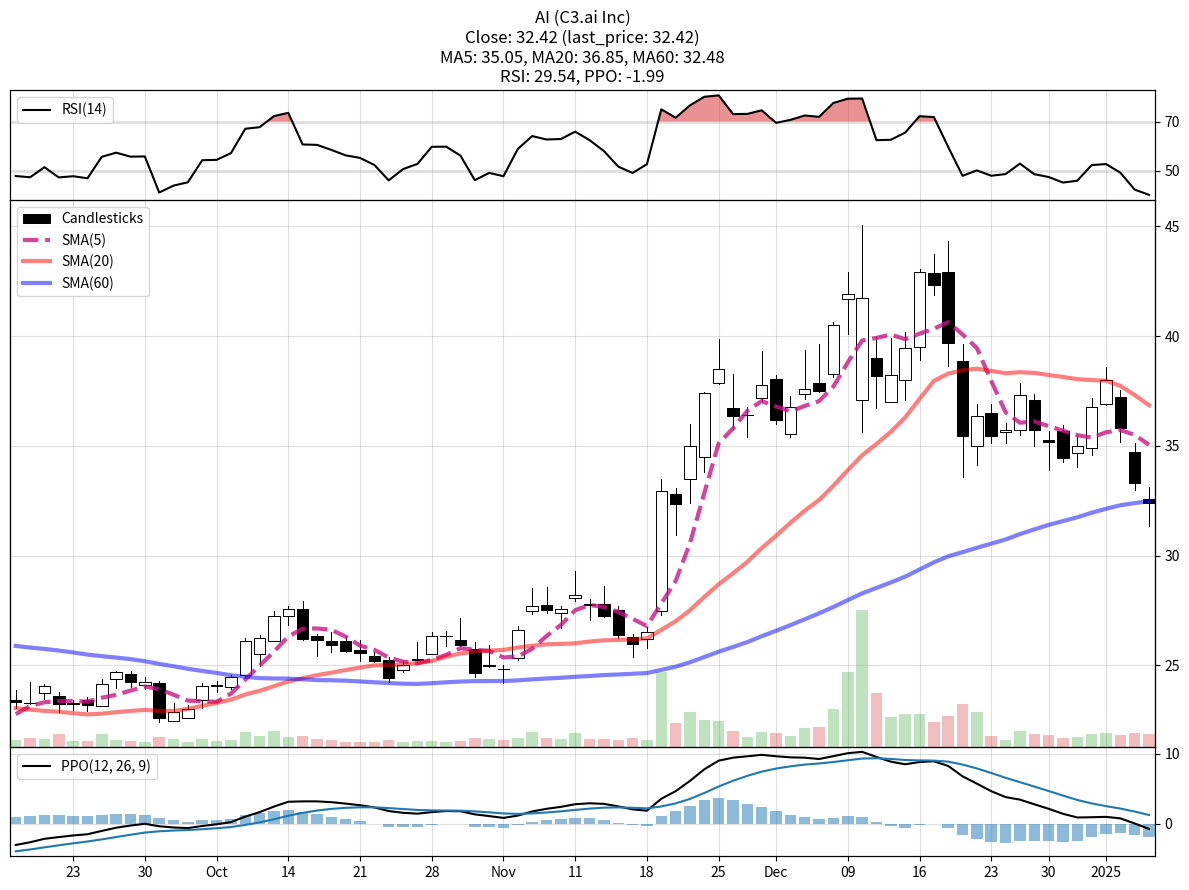 AI (C3.ai Inc)
Close: 32.42 (last_price: 32.42)
MA5: 35.05, MA20: 36.85, MA60: 32.48
RSI: 29.54, PPO: -1.99
RSI(14)
70
50
Candlesticks
SMA(5)
SMA(20)
SMA(60)
45
40
35
30
25
PPO(12, 26, 9)
10
0
23 30 Oct 14 21 28 Nov 11 18 25 Dec 09 16 23 30 2025